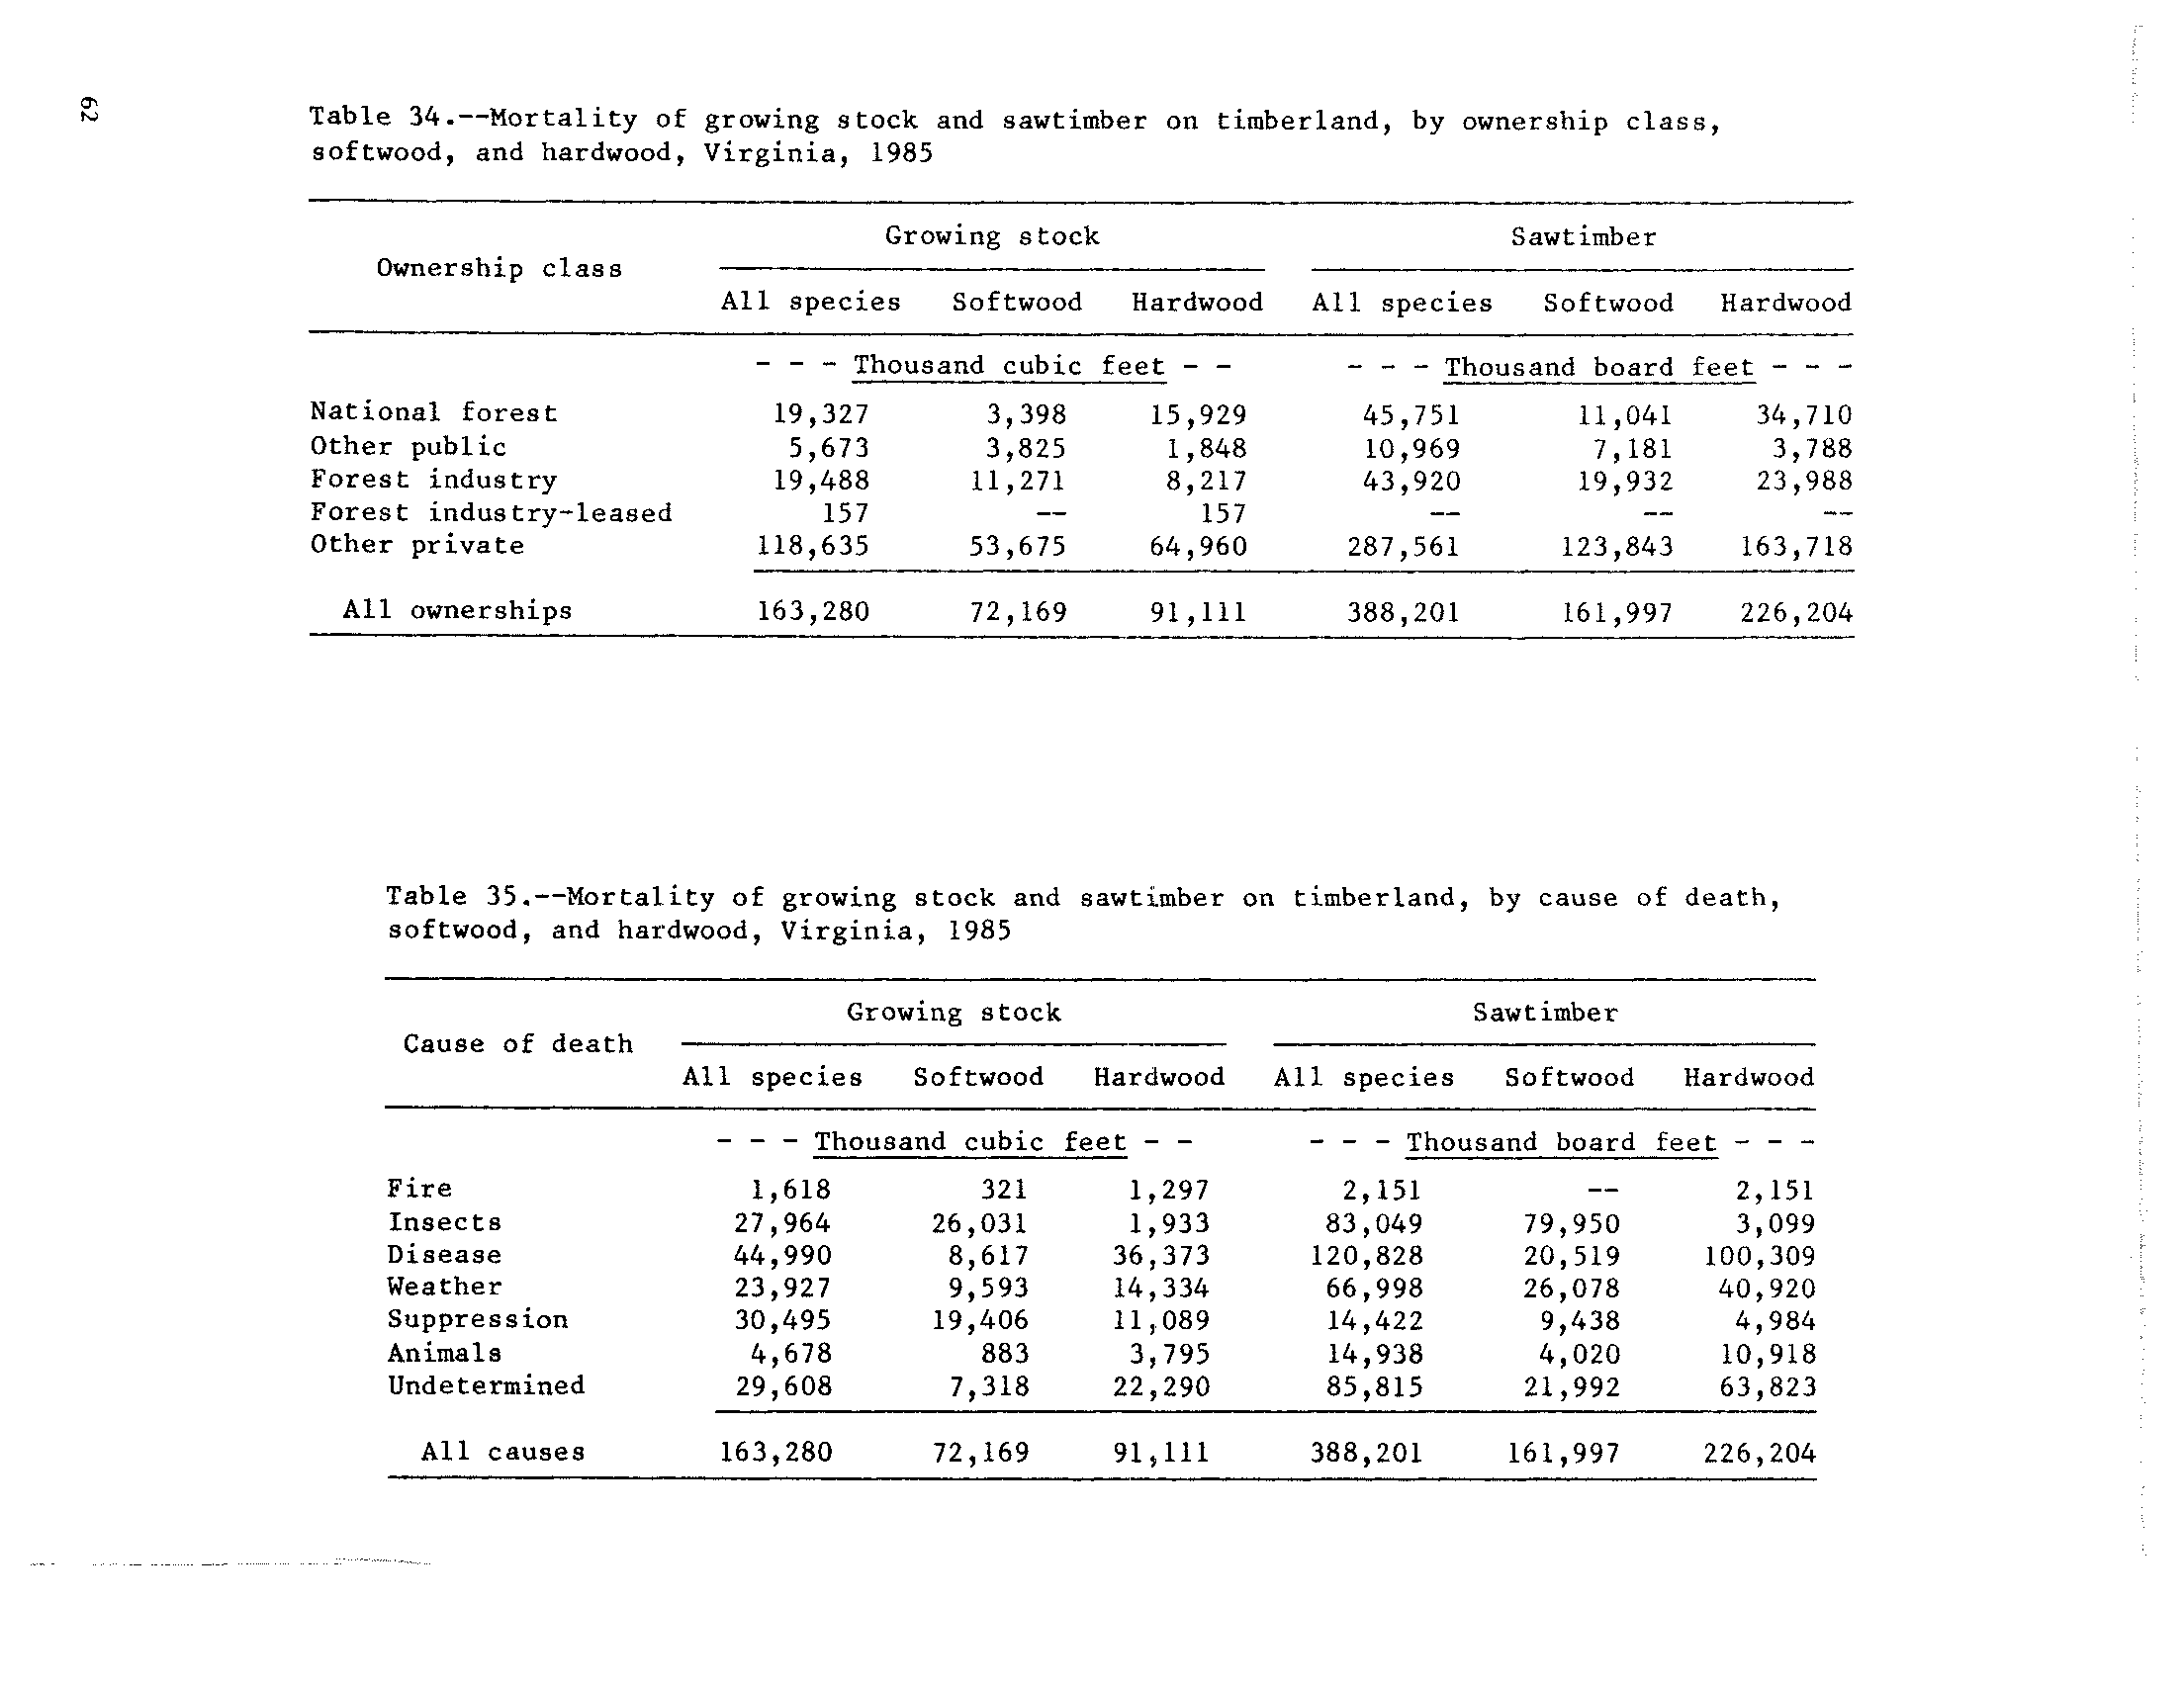 62
Table 34.--Mortality of growing stock and sawtimber on timberland, by ownership class,
softwood, and hardwood, Virginia, 1985
Growing stock Sawtimber
Ownership class
All species Softwood Hardwood All species Softwood Hardwood
- - - Thousand cubic feet - - - - - Thousand board feet - - -
National forest 19,327 3,398 15,929 45,751 11,041 34,710
Other public 5,673 3,825 1,848 10,969 7,181 3,788
Forest industry 19,488 11,271 8,217 43,920 19,932 23,988
Forest industry-leased 157 -- 157 -- -- --
Other private 118,635 53,675 64,960 287,561 123,843 163,718
All ownerships 163,280 72,169 91,111 388,201 161,997 226,204
Table 35.--Mortality of growing stock and sawtimber on timberland, by cause of death,
softwood, and hardwood, Virginia, 1985
Growing stock Sawtimber
Cause of death
All species Softwood Hardwood All species Softwood Hardwood
- - - Thousand cubic feet - - - - - Thousand board feet - - -
Fire 1,618 321 1,297 2,151 -- 2,151
Insects 27,964 26,031 1,933 83,049 79,950 3,099
Disease 44,990 8,617 36,373 120,828 20,519 100,309
Weather 23,927 9,593 14,334 66,998 26,078 40,920
Suppression 30,495 19,406 11,089 14,422 9,438 4,984
Animals 4,678 883 3,795 14,938 4,020 10,918
Undetermined 29,608 7,318 22,290 85,815 21,992 63,823
All causes 163,280 72,169 91,111 388,201 161,997 226,204